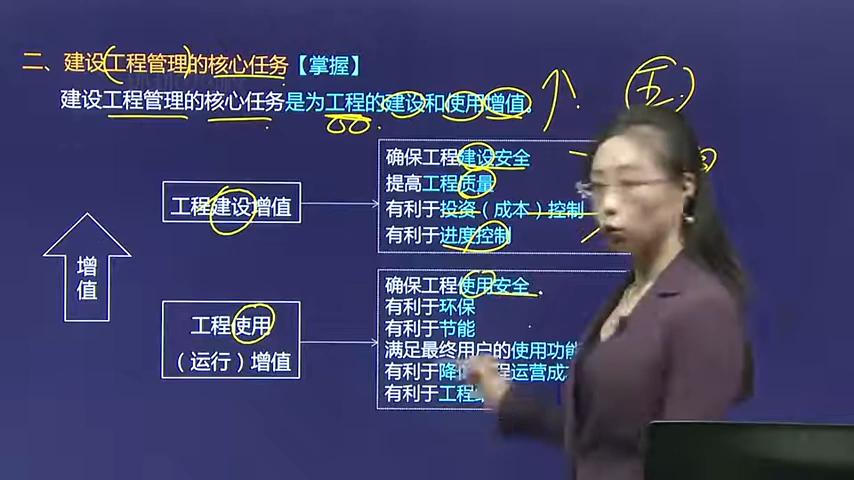 二、建设工程管理的核心任务【掌握】
建设工程管理的核心任务是为工程的建设和使用增值。
五
确保工程建设安全
提高工程质量
工程建设增值
有利于投资（成本）控制
有利于进度控制
增值
确保工程使用安全
有利于环保
工程使用
有利于节能
（运行）增值
满足最终用户的使用功能
有利于降低工程运营成
有利于工程